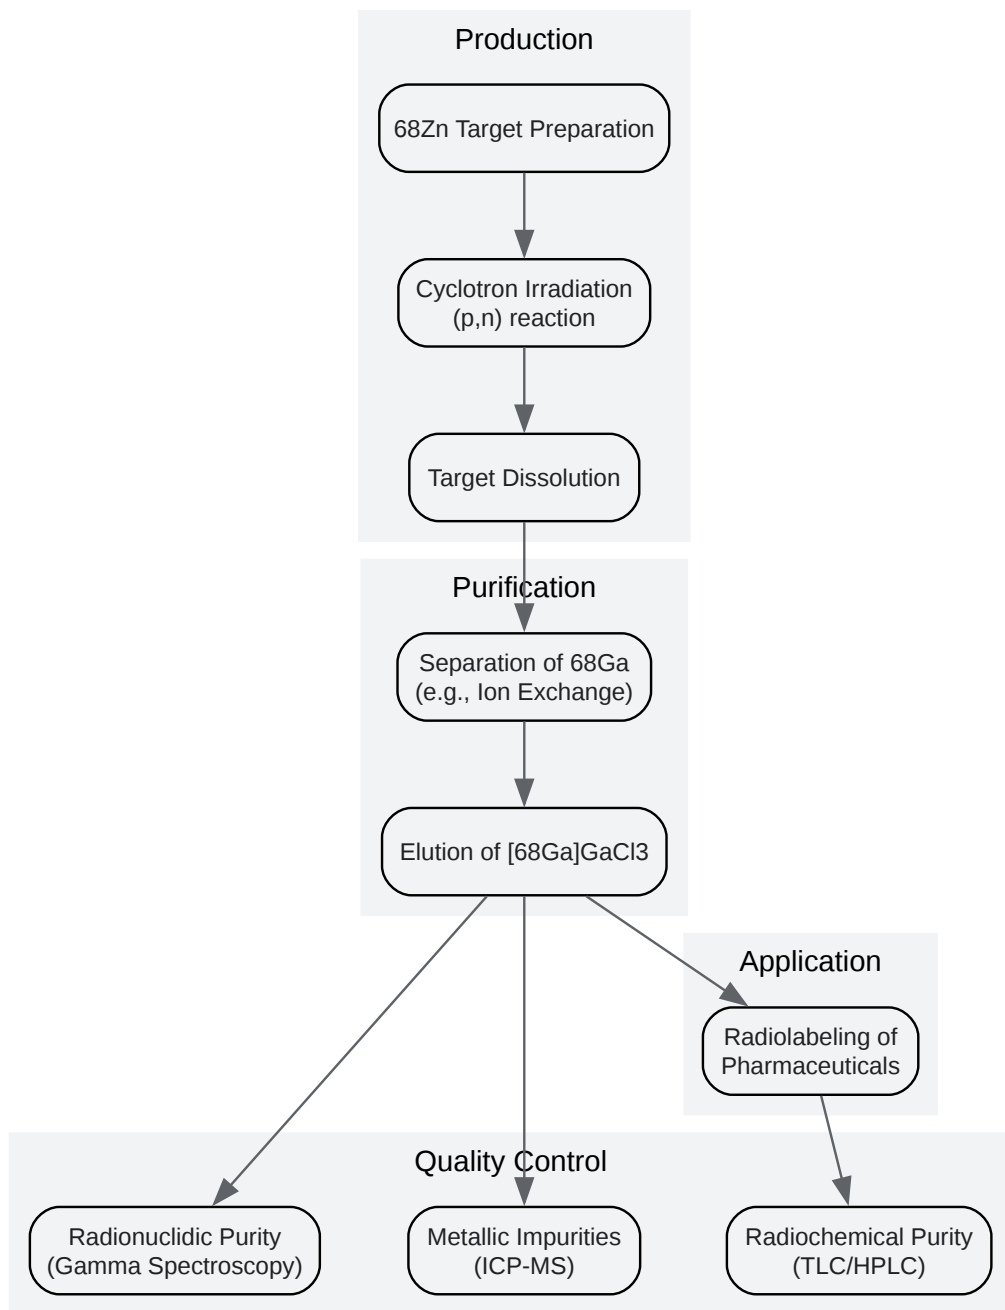 Production
68Zn Target Preparation
Cyclotron Irradiation
(p,n) reaction
Target Dissolution
Purification
Separation of 68Ga
(e.g., Ion Exchange)
Elution of [68Ga]GaCl3
Application
Radiolabeling of
Pharmaceuticals
Quality Control
Radionuclidic Purity
(Gamma Spectroscopy)
Metallic Impurities
(ICP-MS)
Radiochemical Purity
(TLC/HPLC)